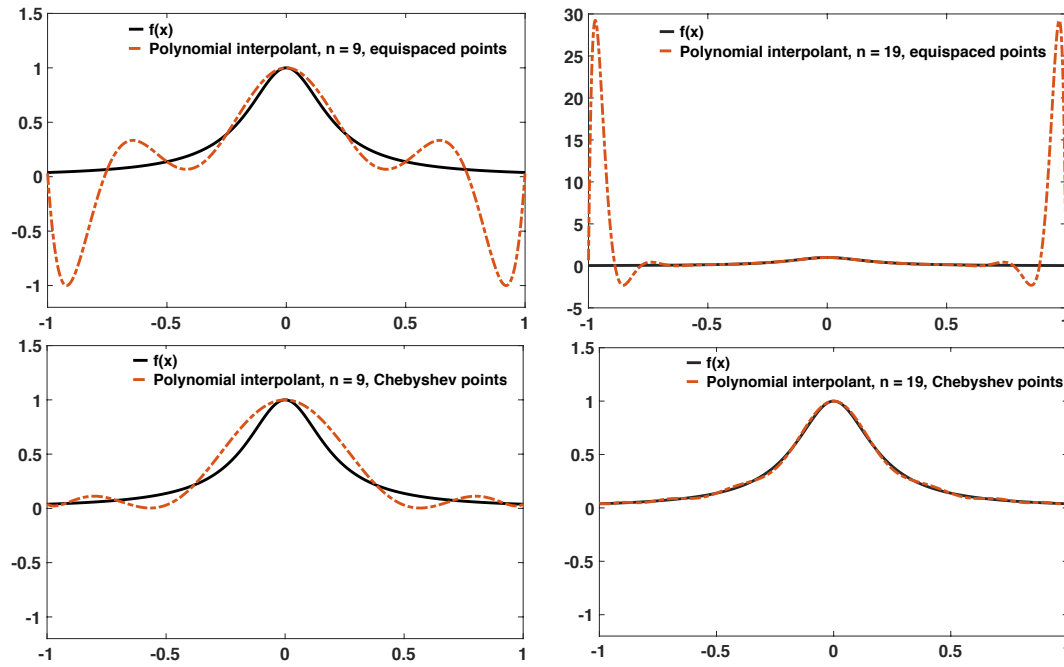 1.5
f(x)
Polynomial interpolant, n = 9, equispaced points
1
0.5
0
-0.5
-1
-1 -0.5 0 0.5 1
30
f(x)
Polynomial interpolant, n = 19, equispaced points
25
20
15
10
5
0
-5
-1 -0.5 0 0.5 1
1.5
f(x)
Polynomial interpolant, n = 9, Chebyshev points
1
0.5
0
-0.5
-1
-1 -0.5 0 0.5 1
1.5
f(x)
Polynomial interpolant, n = 19, Chebyshev points
1
0.5
0
-0.5
-1
-1 -0.5 0 0.5 1